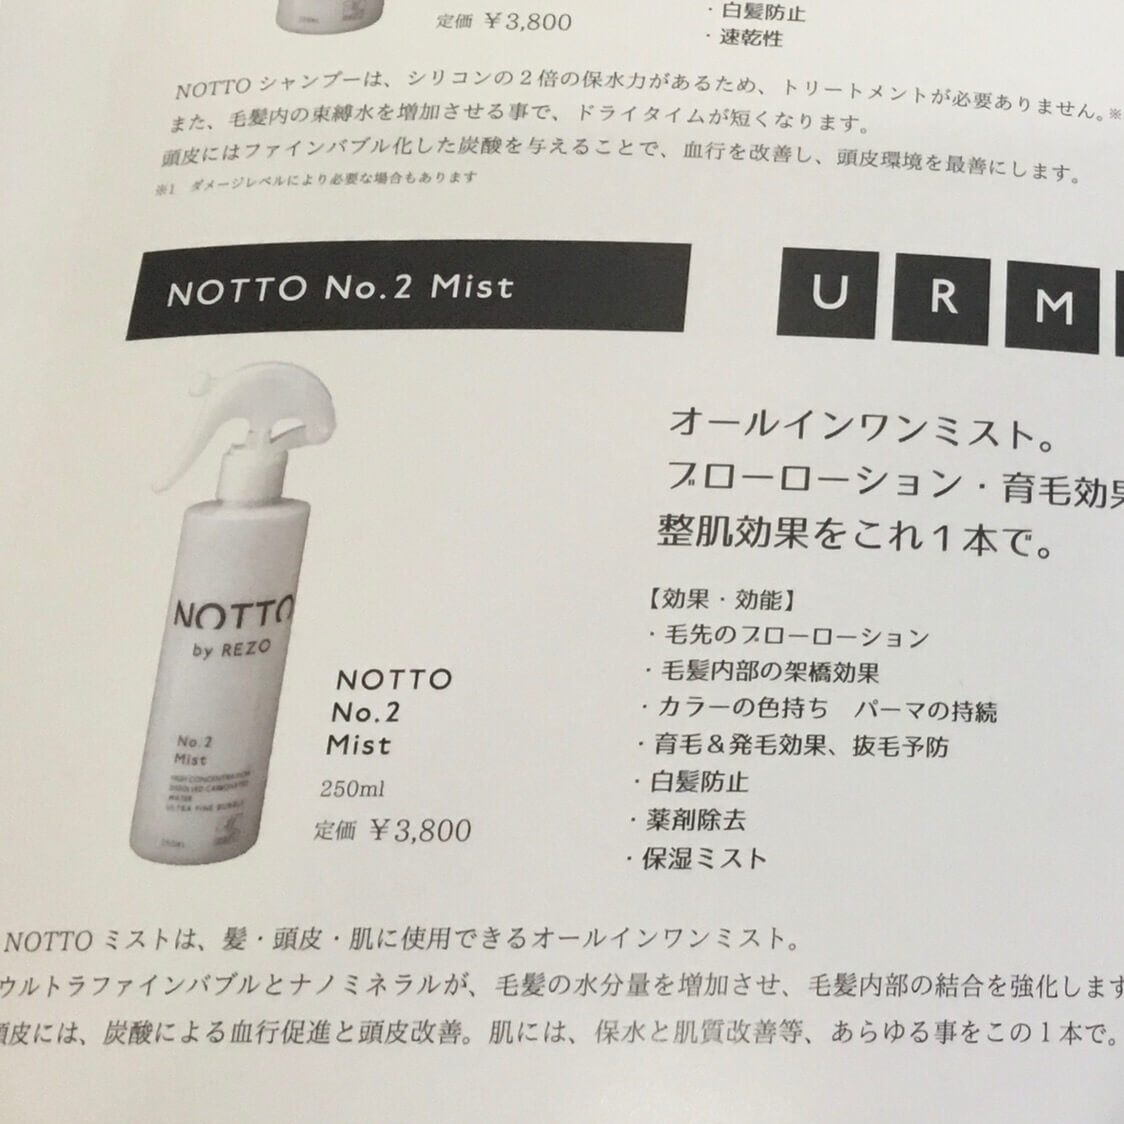 定価 ¥3,800
・白髪防止
・速乾性
NOTTO シャンプーは、シリコンの2倍の保水力があるため、トリートメントが必要ありません。※
また、毛髪内の束縛水を増加させる事で、ドライタイムが短くなります。
頭皮にはファインバブル化した炭酸を与えることで、血行を改善し、頭皮環境を最善にします。
※1 ダメージレベルにより必要な場合もあります
NOTTO No.2 Mist
U R M
オールインワンミスト。
ブローローション・育毛効果
整肌効果をこれ1本で。
【効果・効能】
・毛先のブローローション
・毛髪内部の架橋効果
・カラーの色持ち パーマの持続
・育毛&発毛効果、抜毛予防
・白髪防止
・薬剤除去
・保湿ミスト
NOTTO
by REZO
No.2
Mist
HIGH CONCENTRATION
DISOLVED CARBONATED
WATER
ULTRA FINE BUBBLE
250mL
NOTTO
No.2
Mist
250ml
定価 ¥3,800
NOTTO ミストは、髪・頭皮・肌に使用できるオールインワンミスト。
ウルトラファインバブルとナノミネラルが、毛髪の水分量を増加させ、毛髪内部の結合を強化します
頭皮には、炭酸による血行促進と頭皮改善。肌には、保水と肌質改善等、あらゆる事をこの1本で。